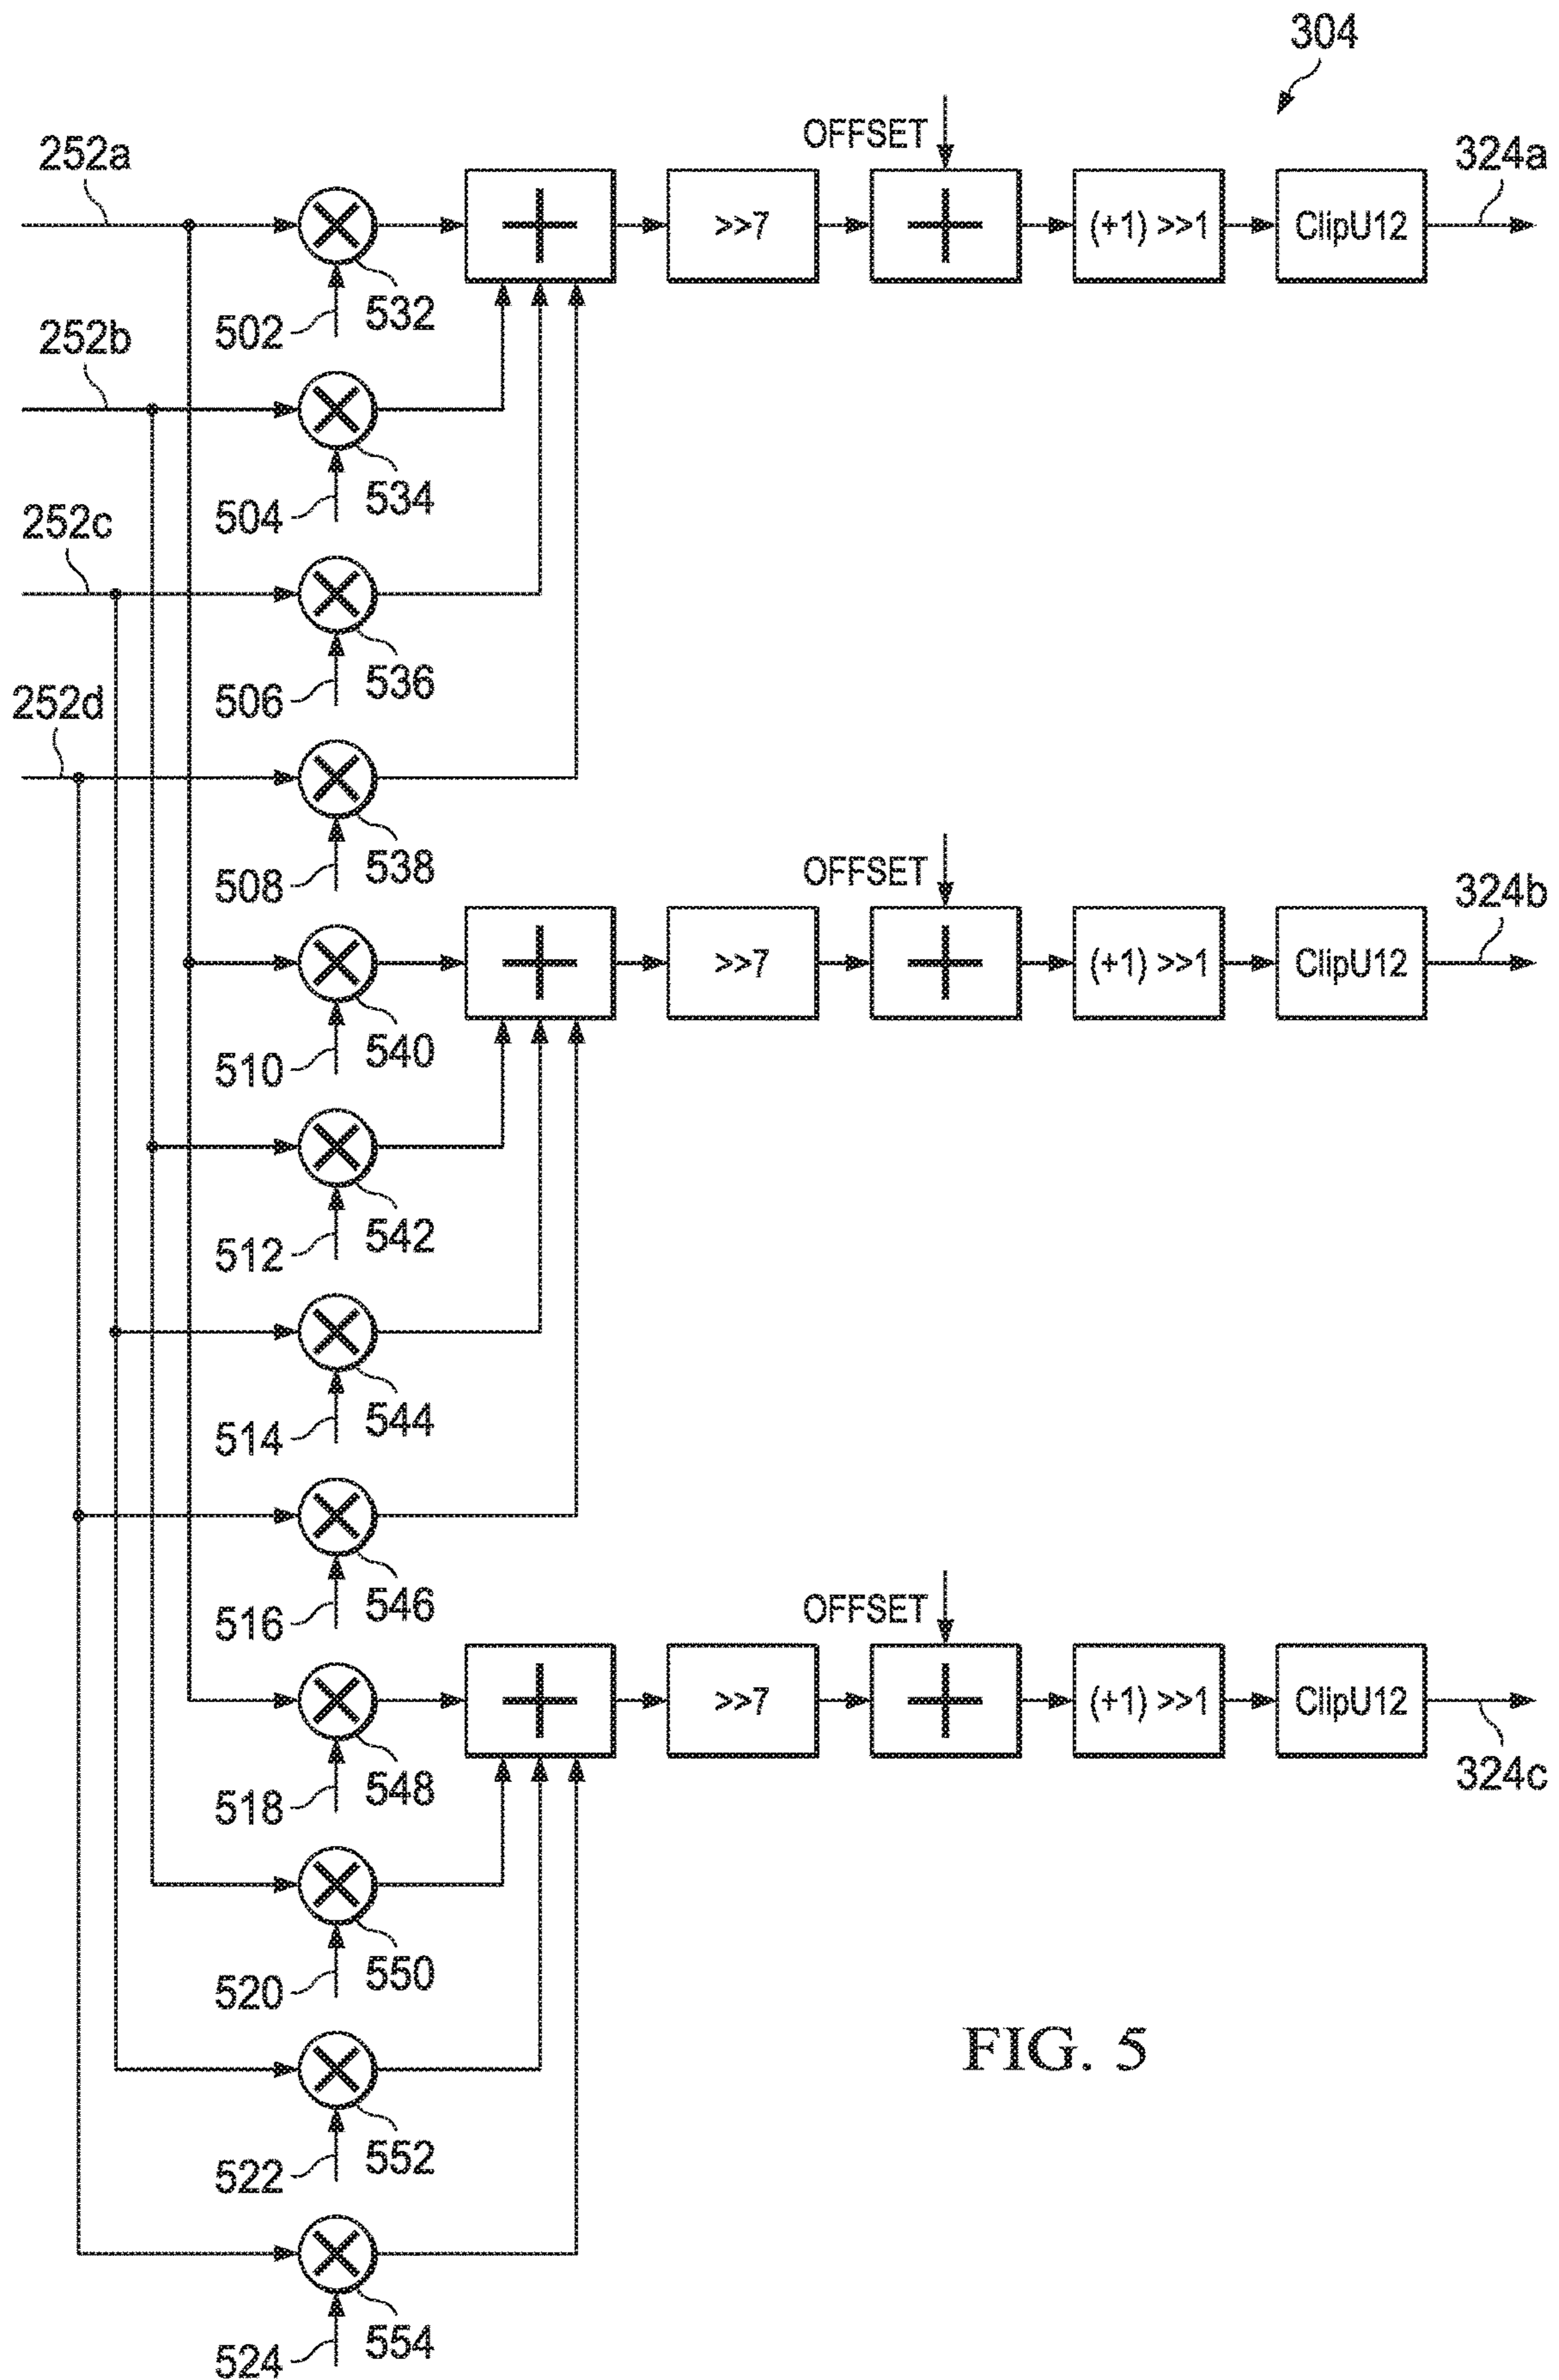 304
OFFSET
252a
324a
>>7
(+1) >>1
ClipU12
502
532
252b
504
534
252c
506
536
252d
508
538
OFFSET
324b
>>7
(+1) >>1
ClipU12
510
540
512
542
514
544
516
546
OFFSET
>>7
(+1) >>1
ClipU12
324c
518
548
520
550
522
552
524
554
FIG. 5